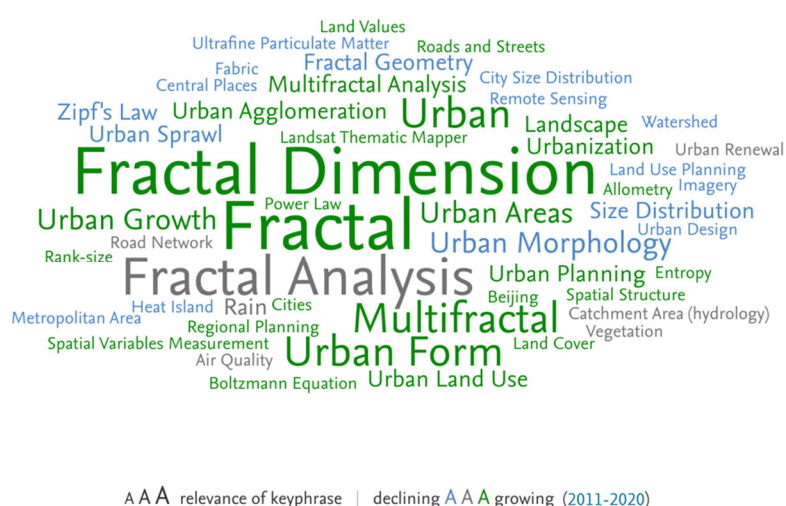 Land Values
Ultrafine Particulate Matter Roads and Streets
Fabric Fractal Geometry City Size Distribution
Central Places Multifractal Analysis Remote Sensing
Zipf's Law Urban Agglomeration Urban Landscape Watershed
Urban Sprawl Landsat Thematic Mapper Urbanization Urban Renewal
Fractal Dimension Land Use Planning
Allometry Imagery
Urban Growth Power Law Fractal Urban Areas Size Distribution
Road Network Urban Morphology Urban Design
Rank-size
Fractal Analysis Urban Planning Entropy
Metropolitan Area Heat Island Rain Cities Beijing Spatial Structure
Regional Planning Multifractal Catchment Area (hydrology)
Vegetation
Spatial Variables Measurement Urban Form Land Cover
Air Quality
Boltzmann Equation Urban Land Use
A A A relevance of keyphrase | declining A A A growing (2011-2020)